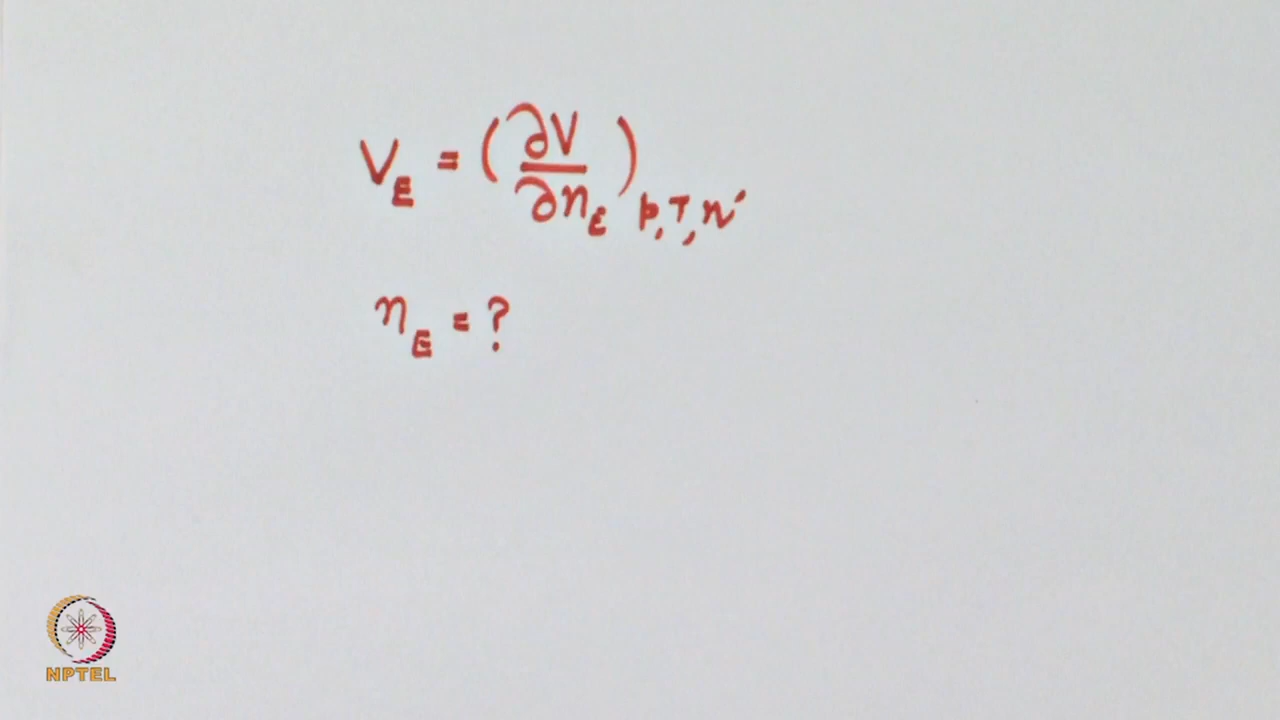 V_E = (∂V/∂n_E)_{p,T,n′}
n_E = ?
NPTEL